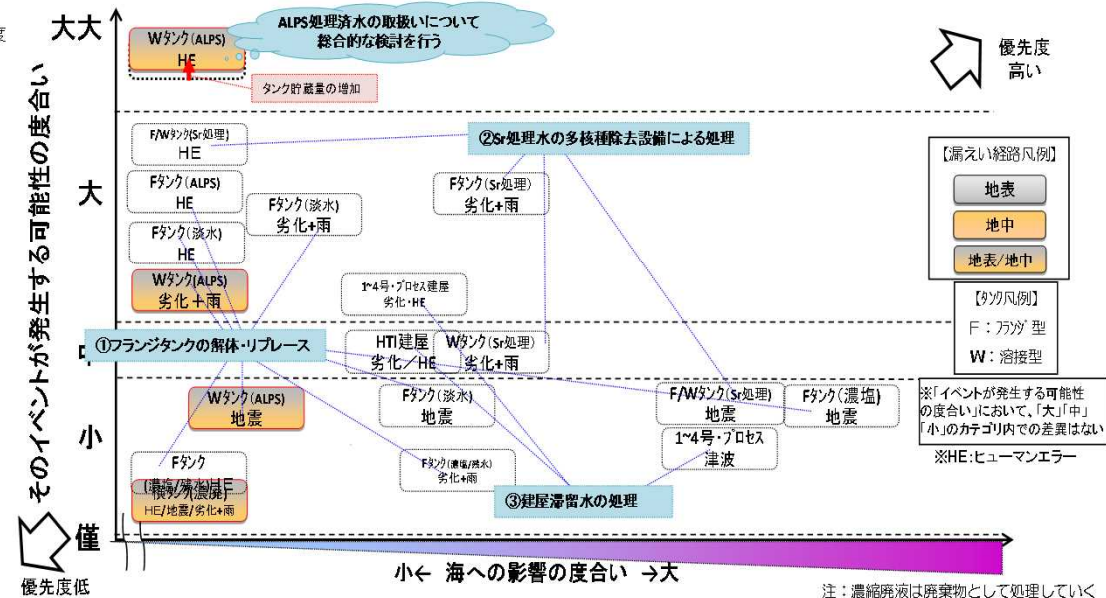 度
大大
Wタンク(ALPS)
HE
ALPS処理済水の取扱いについて
総合的な検討を行う
タンク貯蔵量の増加
優先度
高い
そのイベントが発生する可能性の度合い
F/Wタンク(Sr処理)
HE
②Sr処理水の多核種除去設備による処理
大
Fタンク(ALPS)
HE
Fタンク(淡水)
劣化+雨
Fタンク(Sr処理)
劣化+雨
Fタンク(淡水)
HE
Wタンク(ALPS)
劣化+雨
1~4号・プロセス建屋
劣化・HE
【漏えい経路凡例】
地表
地中
地表/地中
【タンク凡例】
F:フランジ型
W:溶接型
①フランジタンクの解体・リプレース
HTI建屋
劣化/HE
Wタンク(Sr処理)
劣化+雨
小
Wタンク(ALPS)
地震
Fタンク(淡水)
地震
F/Wタンク(Sr処理)
地震
Fタンク(濃塩)
地震
1~4号・プロセス
津波
※「イベントが発生する可能性
の度合い」において、「大」「中」
「小」のカテゴリ内での差異はない
※HE:ヒューマンエラー
Fタンク
(濃塩/残水)HE
横タンク(濃廃)
HE/地震/劣化+雨
Fタンク(濃塩/残水)
劣化+雨
③建屋滞留水の処理
僅
優先度低
小← 海への影響の度合い →大
注:濃縮廃液は廃棄物として処理していく